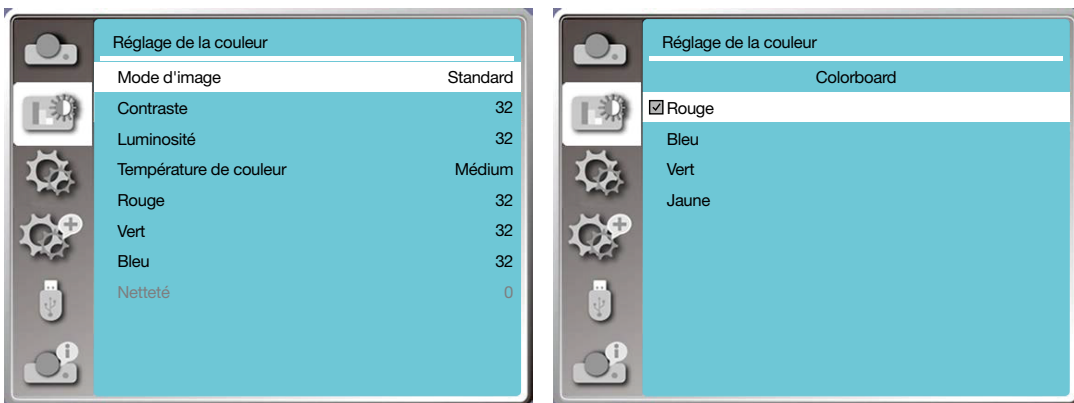 Réglage de la couleur
Mode d'image Standard
Contraste 32
Luminosité 32
Température de couleur Médium
Rouge 32
Vert 32
Bleu 32
Netteté 0
Réglage de la couleur
Colorboard
Rouge
Bleu
Vert
Jaune